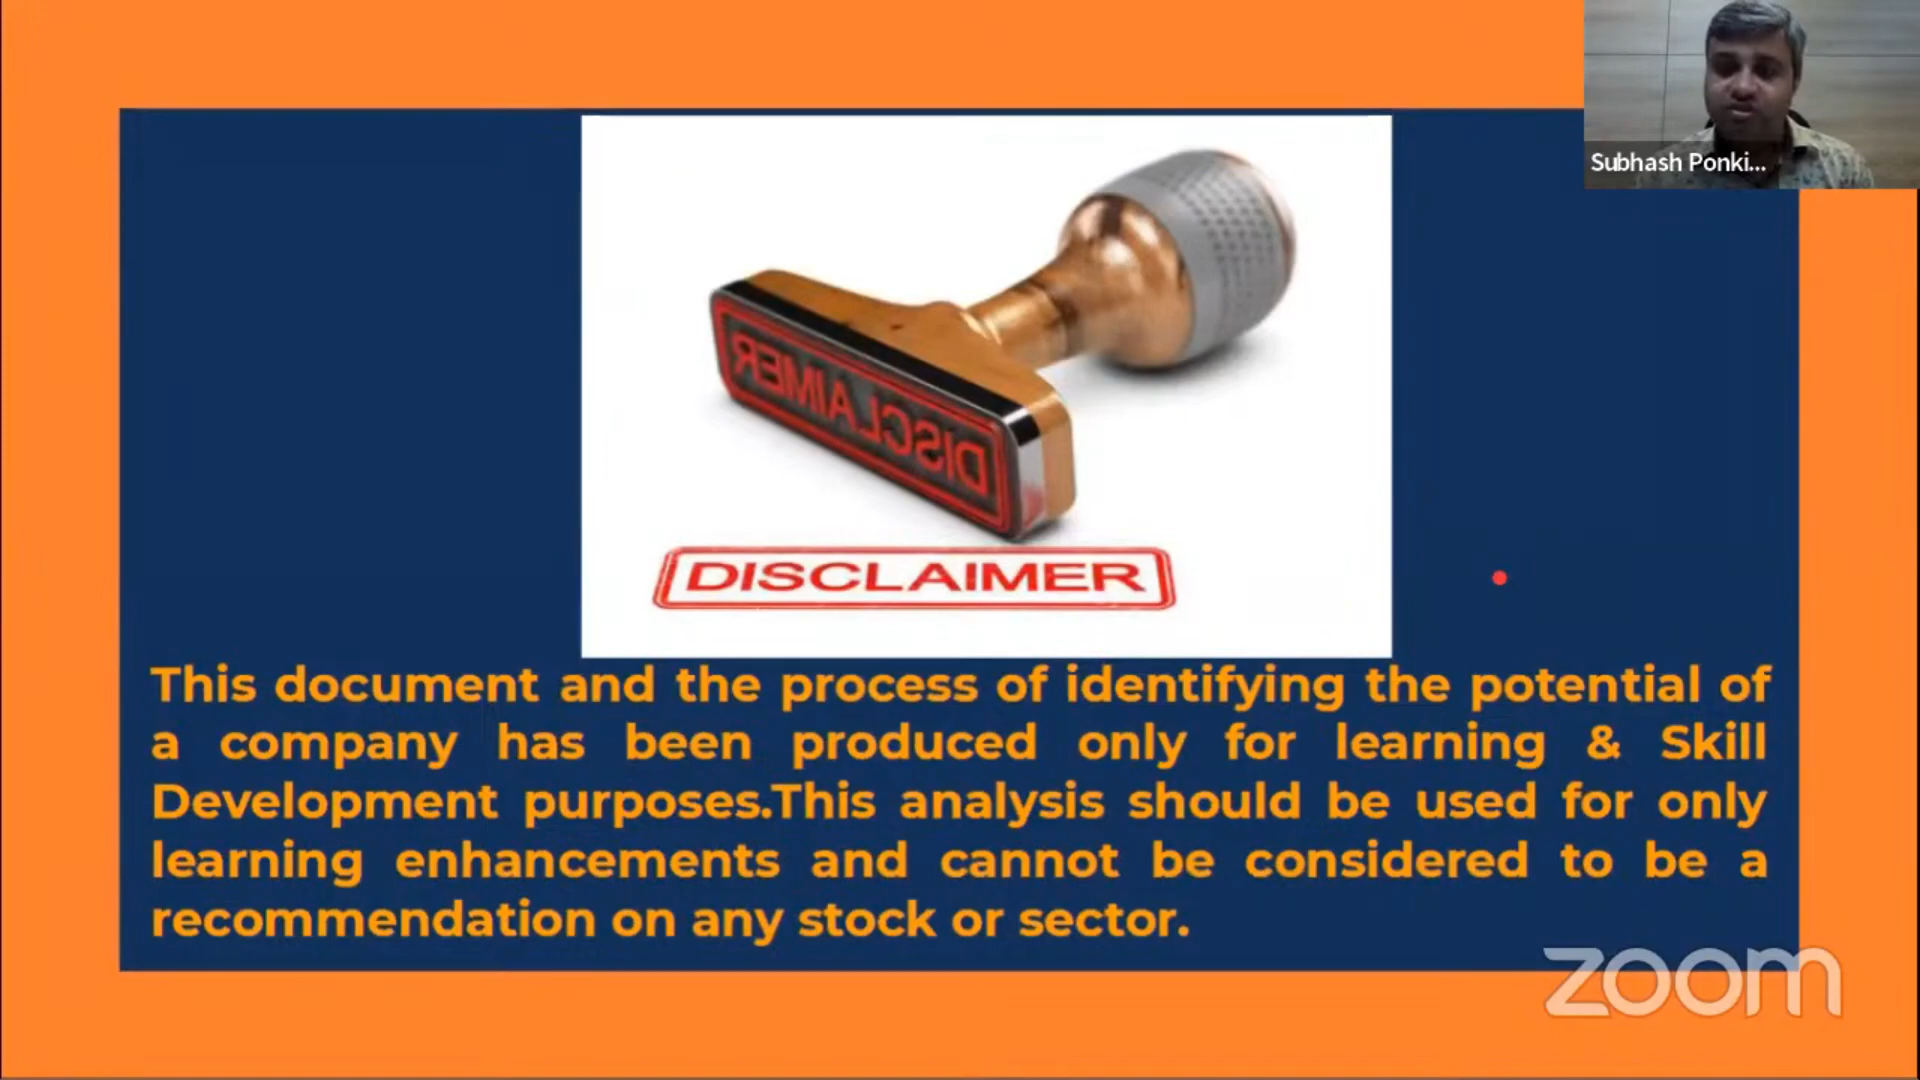 Subhash Ponki...
DISCLAIMER
DISCLAIMER
This document and the process of identifying the potential of
a company has been produced only for learning & Skill
Development purposes.This analysis should be used for only
learning enhancements and cannot be considered to be a
recommendation on any stock or sector.
zoom